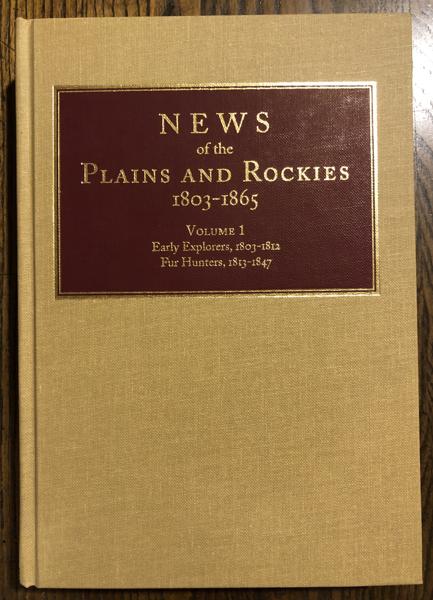 NEWS
of the
PLAINS AND ROCKIES
1803-1865
VOLUME 1
Early Explorers, 1803-1812
Fur Hunters, 1813-1847